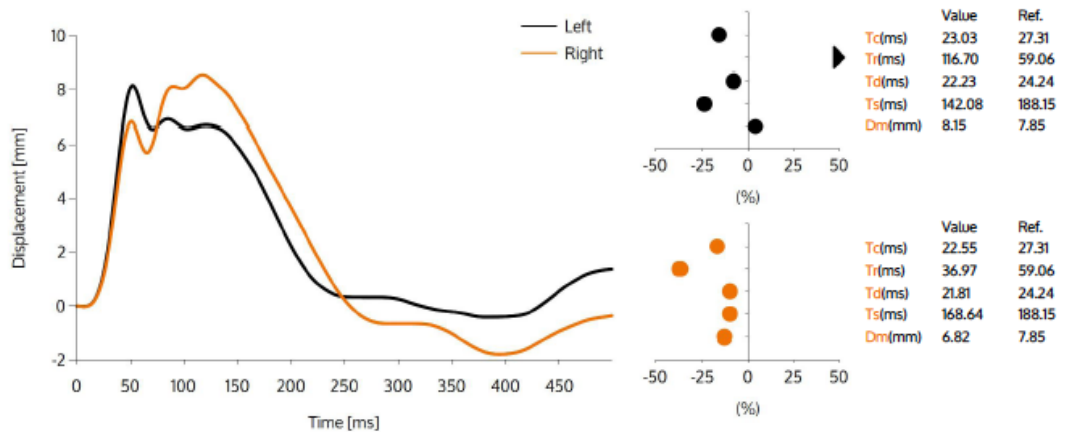 Displacement [mm]
10
8
6
4
2
0
-2
0 50 100 150 200 250 300 350 400 450
Time [ms]
Left
Right
-50 -25 0 25 50
(%)
Value Ref.
Tc(ms) 23.03 27.31
Tr(ms) 116.70 59.06
Td(ms) 22.23 24.24
Ts(ms) 142.08 188.15
Dm(mm) 8.15 7.85
-50 -25 0 25 50
(%)
Value Ref.
Tc(ms) 22.55 27.31
Tr(ms) 36.97 59.06
Td(ms) 21.81 24.24
Ts(ms) 168.64 188.15
Dm(mm) 6.82 7.85